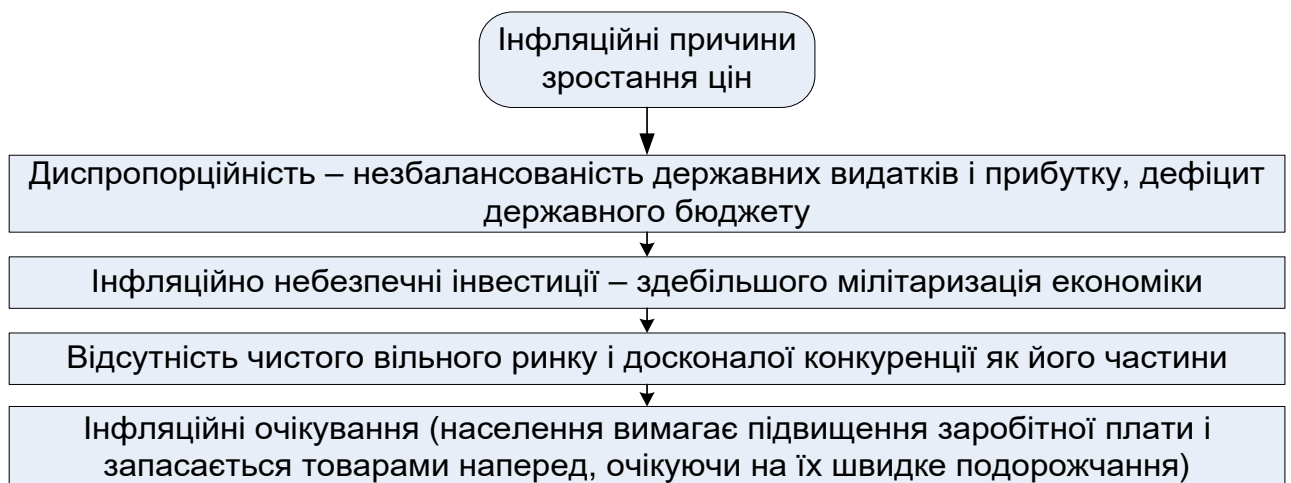 Інфляційні причини
зростання цін
Диспропорційність – незбалансованість державних видатків і прибутку, дефіцит
державного бюджету
Інфляційно небезпечні інвестиції – здебільшого мілітаризація економіки
Відсутність чистого вільного ринку і досконалої конкуренції як його частини
Інфляційні очікування (населення вимагає підвищення заробітної плати і
запасається товарами наперед, очікуючи на їх швидке подорожчання)